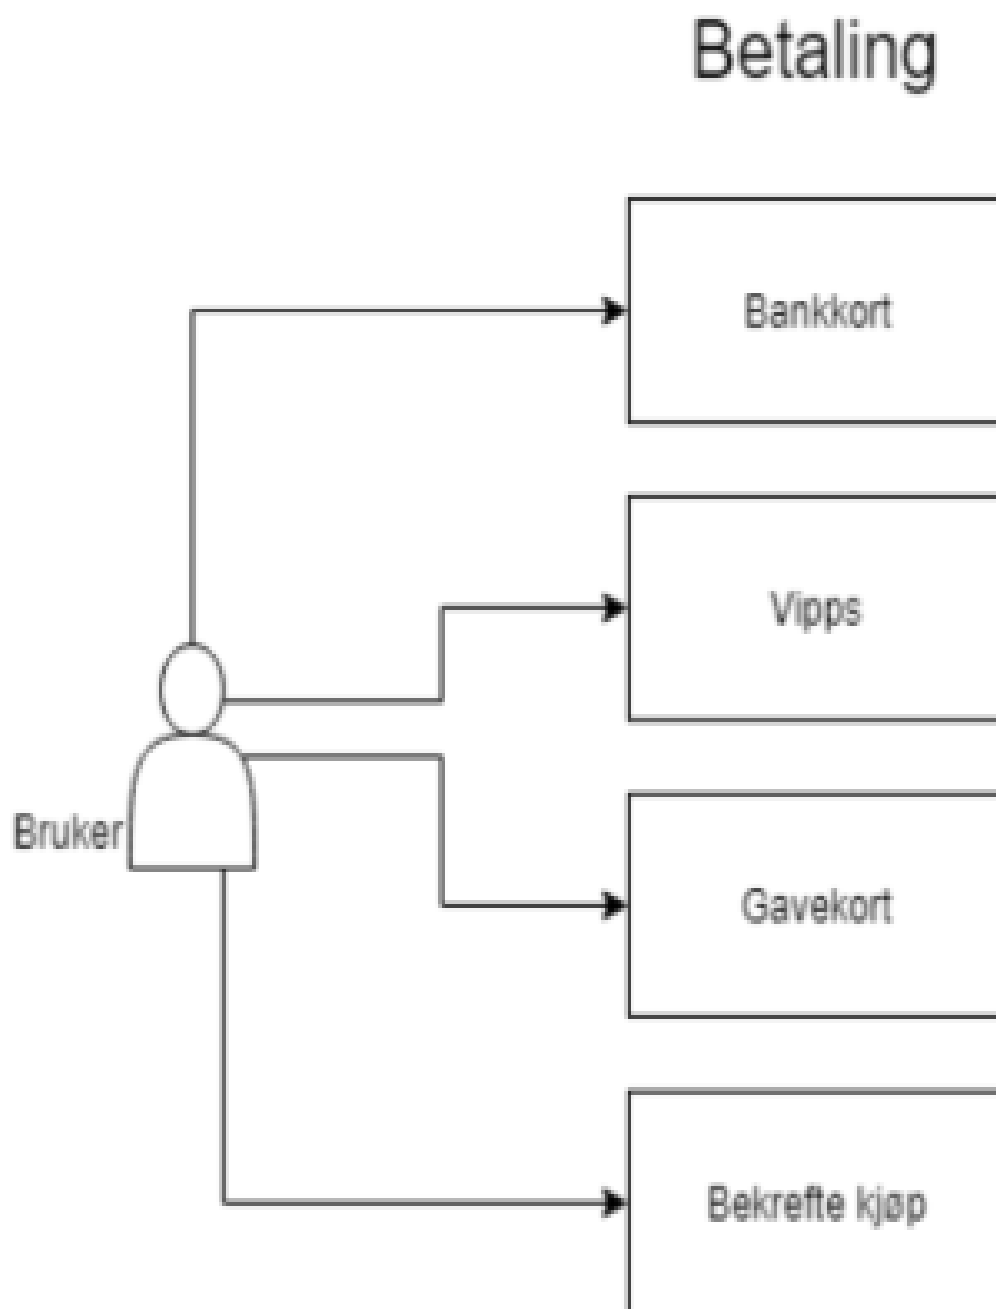 Betaling
Bankkort
Vipps
Gavekort
Bruker
Bekrefte kjøp